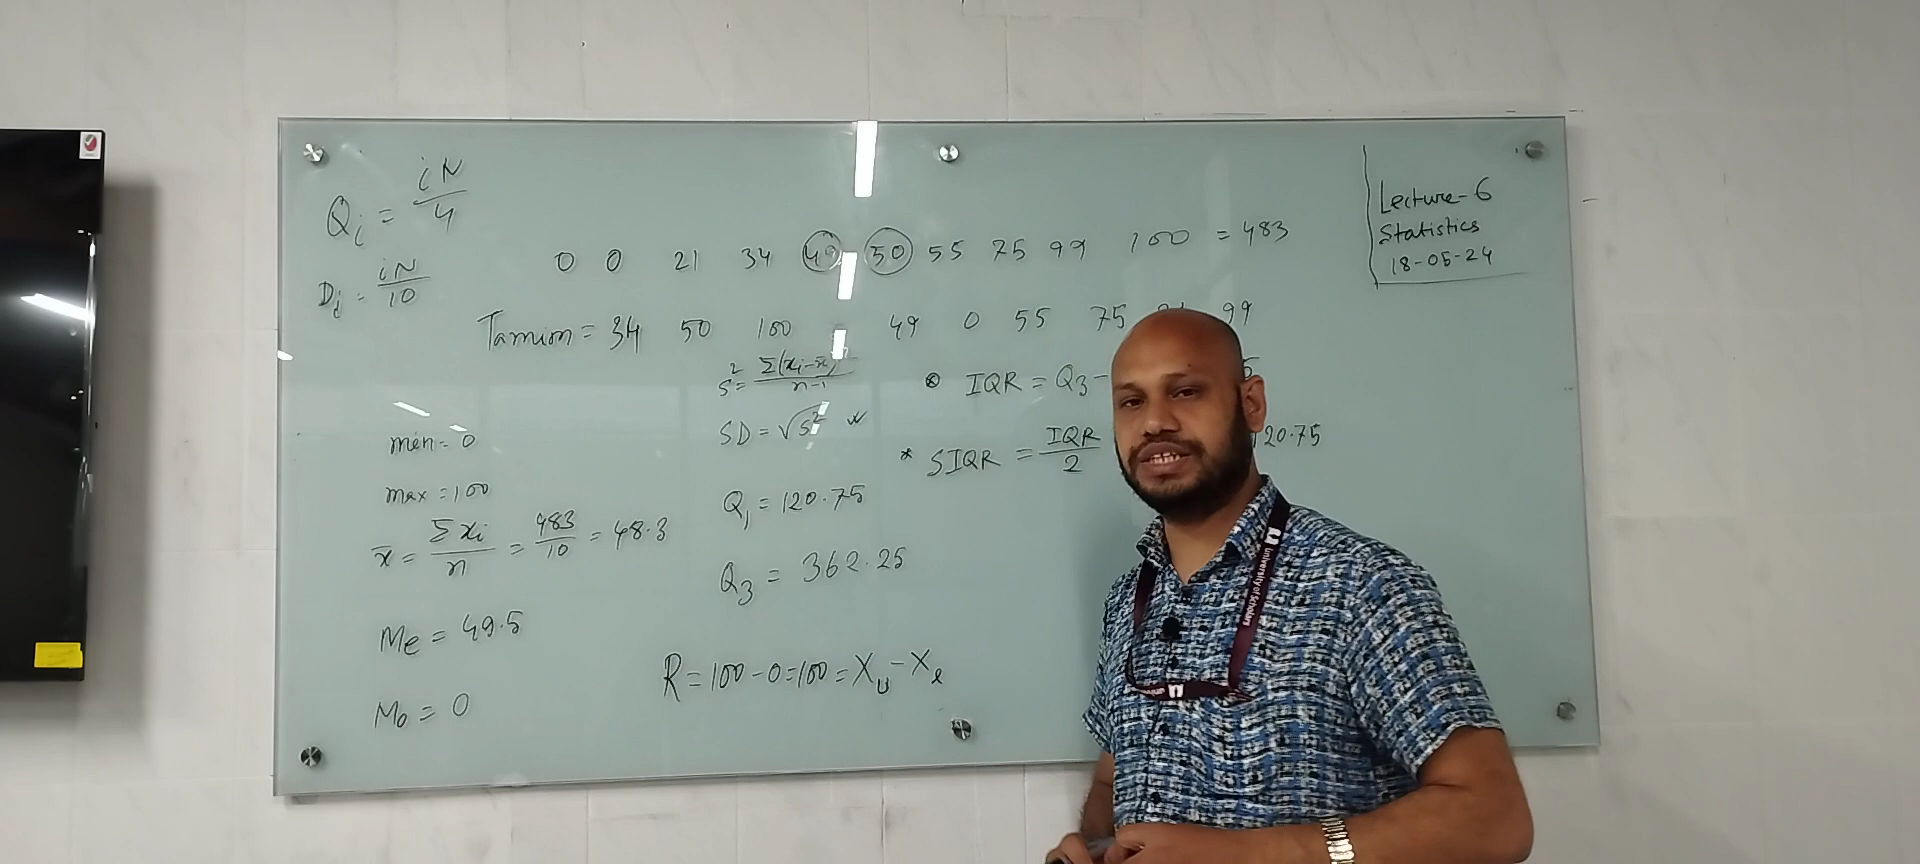 Qi = iN/4
Di = iN/10
0 0 21 34 49 50 55 75 99 100 = 483
Tamim = 34 50 100 49 0 55 75 99
Lecture-6
Statistics
18-05-24
S² = Σ(xi-x̄)/n-1
SD = √S²
* IQR = Q3 -
* SIQR = IQR/2 120.75
min = 0
max = 100
x̄ = Σxi/n = 483/10 = 48.3
Me = 49.5
Mo = 0
Q1 = 120.75
Q3 = 362.25
R = 100 - 0 = 100 = Xu - Xl
University of Scholars